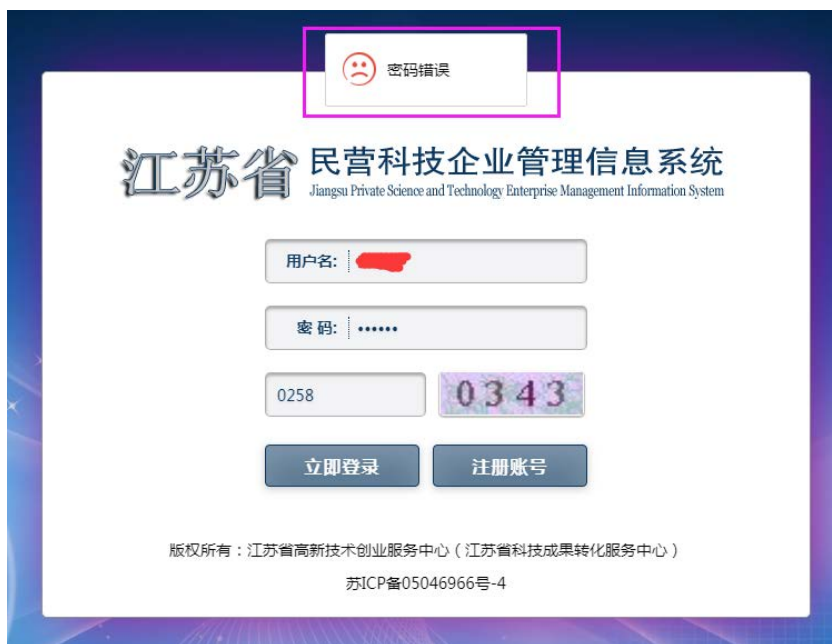 密码错误
江苏省 民营科技企业管理信息系统
Jiangsu Private Science and Technology Enterprise Management Information System
用户名:
密 码: ••••••
0258 0343
立即登录 注册账号
版权所有：江苏省高新技术创业服务中心（江苏省科技成果转化服务中心）
苏ICP备05046966号-4